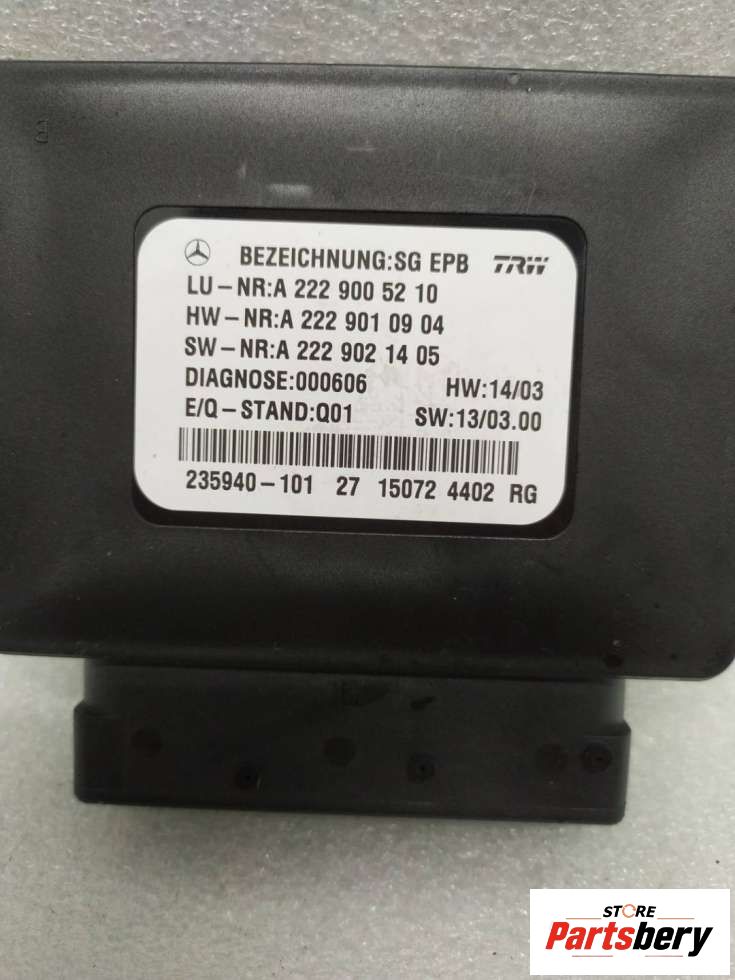 BEZEICHNUNG:SG EPB TRW
LU-NR:A 222 900 52 10
HW-NR:A 222 901 09 04
SW-NR:A 222 902 14 05
DIAGNOSE:000606 HW:14/03
E/Q-STAND:Q01 SW:13/03.00
235940-101 27 150724 4402 RG
STORE
Partsbery